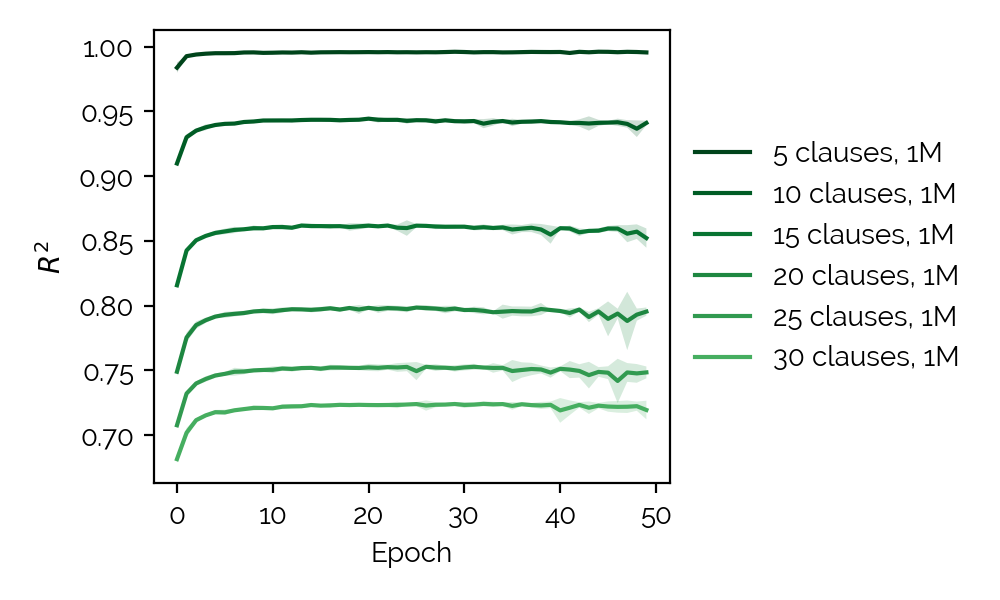 1.00
0.95
0.90
0.85
0.80
0.75
0.70
R²
0 10 20 30 40 50
Epoch
5 clauses, 1M
10 clauses, 1M
15 clauses, 1M
20 clauses, 1M
25 clauses, 1M
30 clauses, 1M